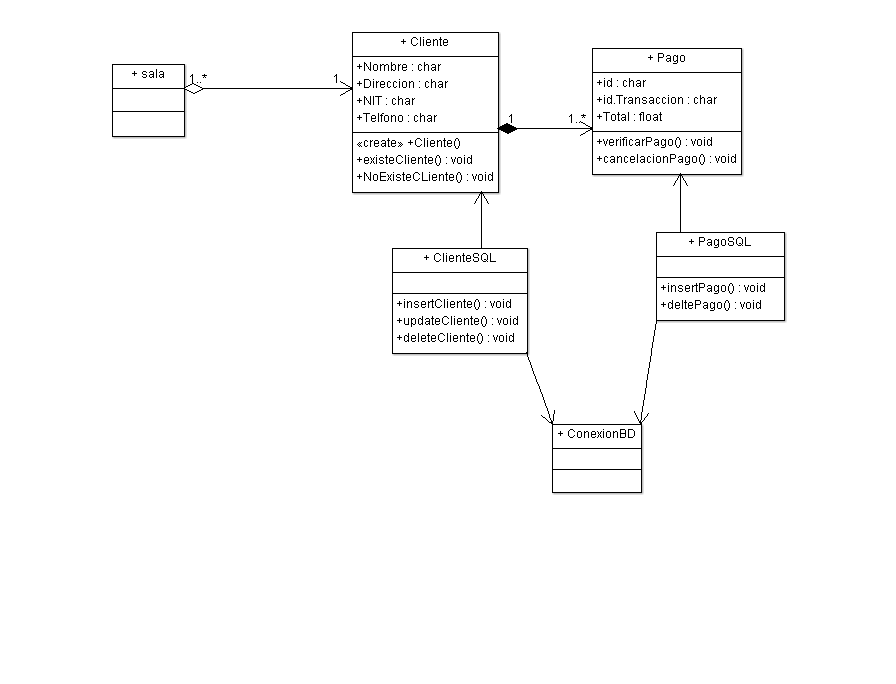 + sala
1..*
1
+ Cliente
+Nombre : char
+Direccion : char
+NIT : char
+Telfono : char
«create» +Cliente()
+existeCliente() : void
+NoExisteCLiente() : void
1
1..*
+ Pago
+id : char
+id.Transaccion : char
+Total : float
+verificarPago() : void
+cancelacionPago() : void
+ ClienteSQL
+insertCliente() : void
+updateCliente() : void
+deleteCliente() : void
+ PagoSQL
+insertPago() : void
+deltePago() : void
+ ConexionBD